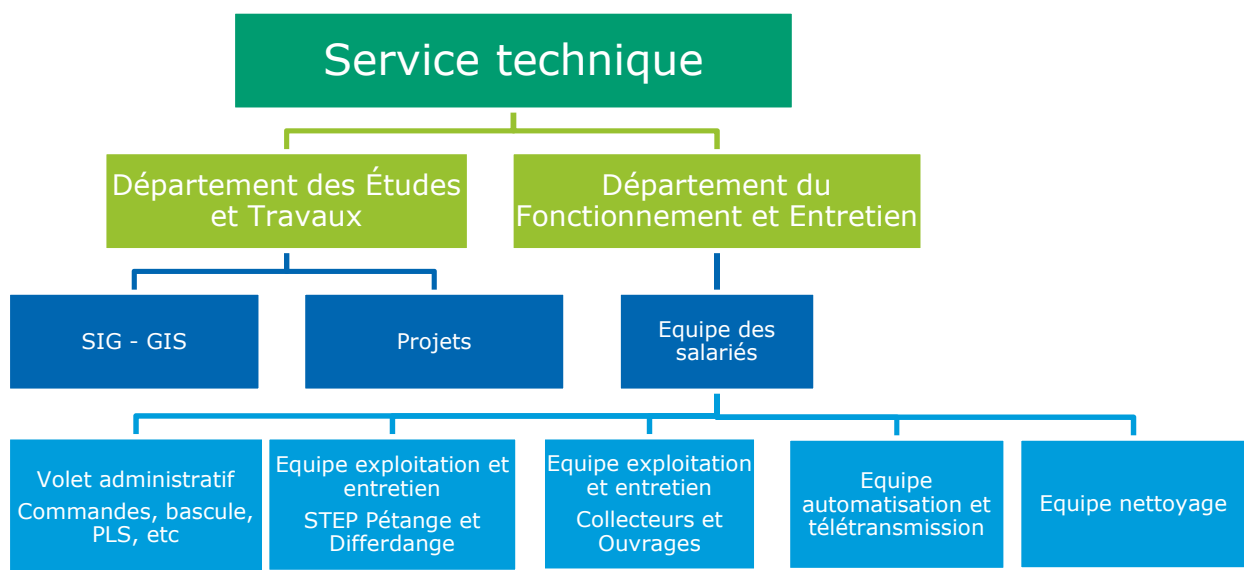 Service technique
Département des Études
et Travaux
Département du
Fonctionnement et Entretien
SIG - GIS
Projets
Equipe des
salariés
Volet administratif
Commandes, bascule,
PLS, etc
Equipe exploitation et
entretien
STEP Pétange et
Differdange
Equipe exploitation
et entretien
Collecteurs et
Ouvrages
Equipe
automatisation et
télétransmission
Equipe nettoyage